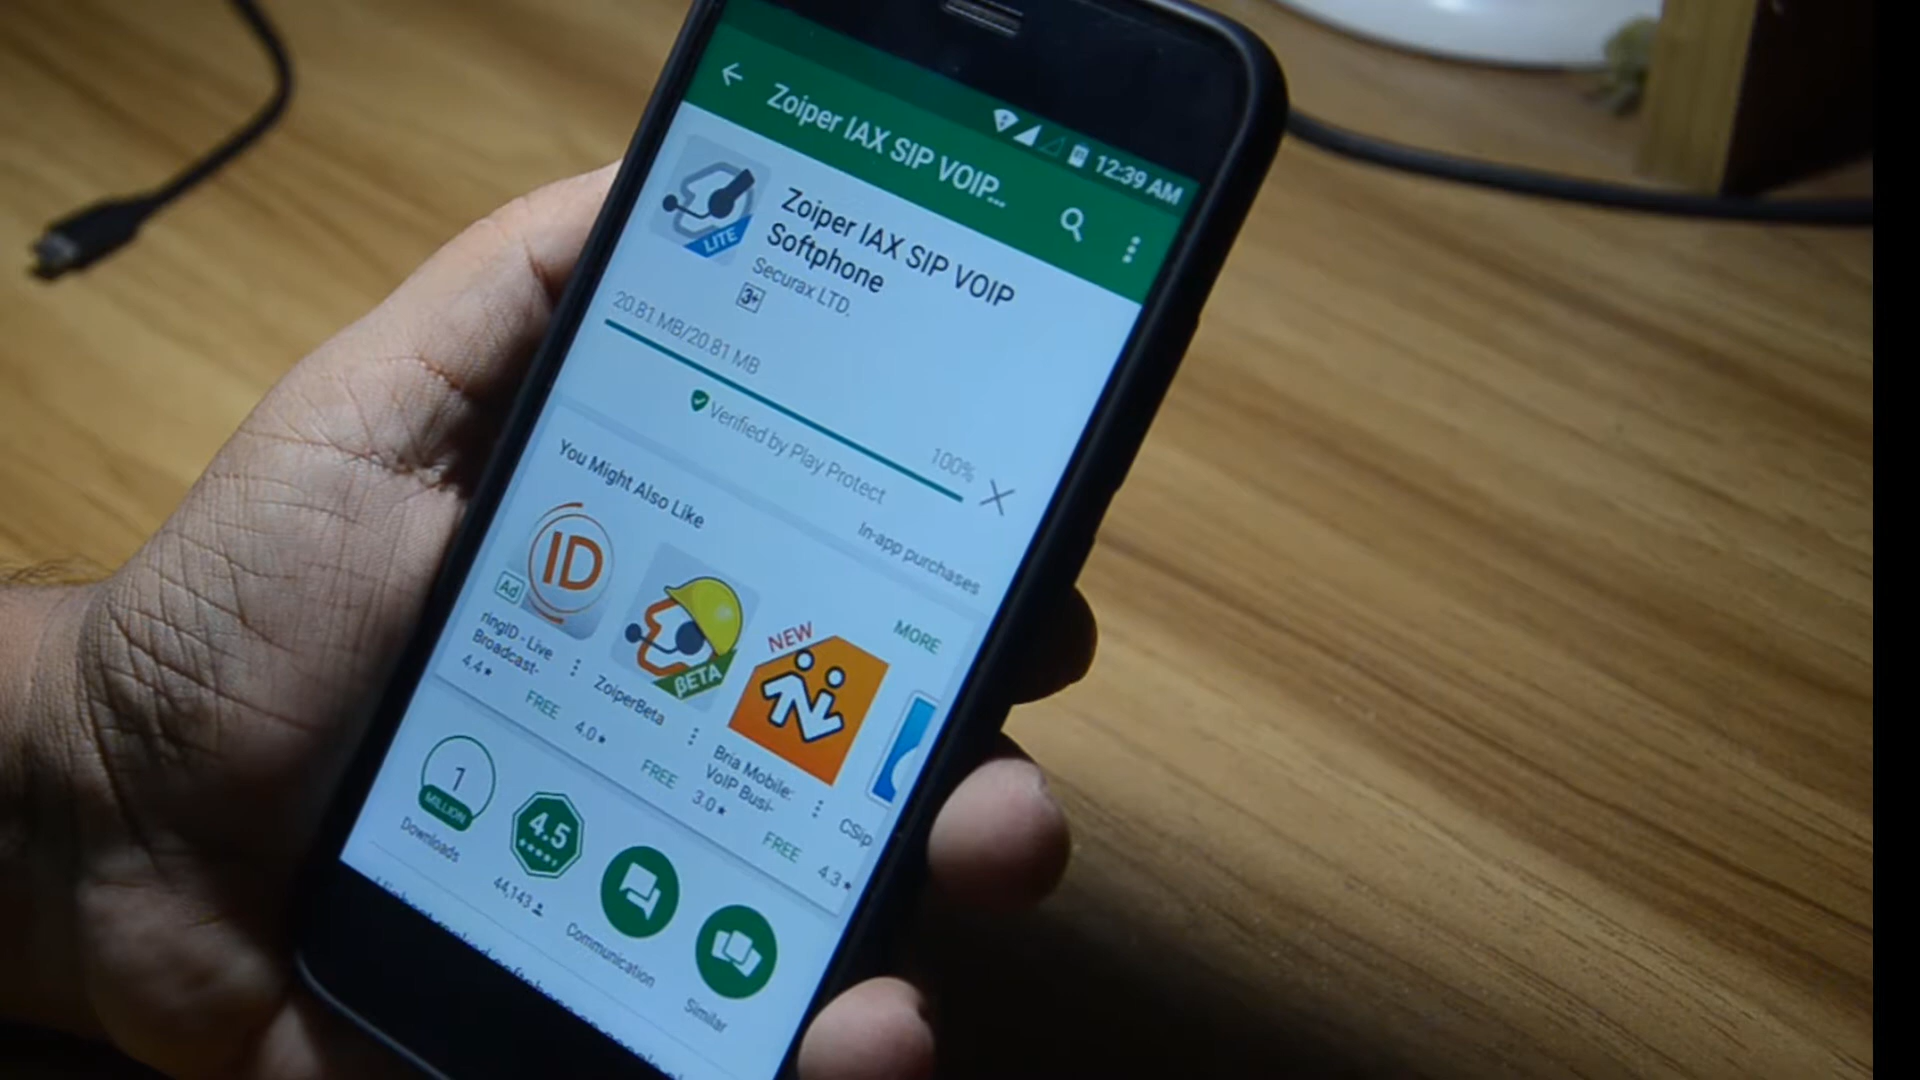 12:39 AM
Zoiper IAX SIP VOIP...
LITE
Zoiper IAX SIP VOIP
Softphone
Securax LTD.
3+
20.81 MB/20.81 MB
100%
Verified by Play Protect
In-app purchases
You Might Also Like
MORE
ID
Ad
ringID - Live
Broadcast-
4.4★
FREE
BETA
ZoiperBeta
4.0★
FREE
NEW
Bria Mobile:
VoIP Busi-
3.0★
FREE
CSip
4.3★
1
MILLION
Downloads
4.5
44,143
Communication
Similar